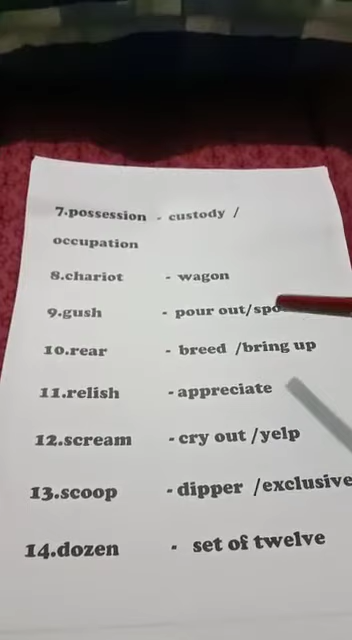 7.possession - custody /
occupation
8.chariot - wagon
9.gush - pour out/
10.rear - breed /bring up
11.relish - appreciate
12.scream - cry out /yelp
13.scoop - dipper /exclusive
14.dozen - set of twelve